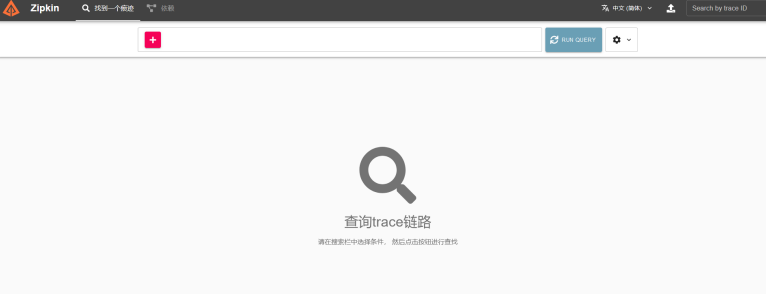 Zipkin 找到一个痕迹 依赖 中文 (简体) Search by trace ID
RUN QUERY
查询trace链路
请在搜索栏中选择条件， 然后点击按钮进行查找